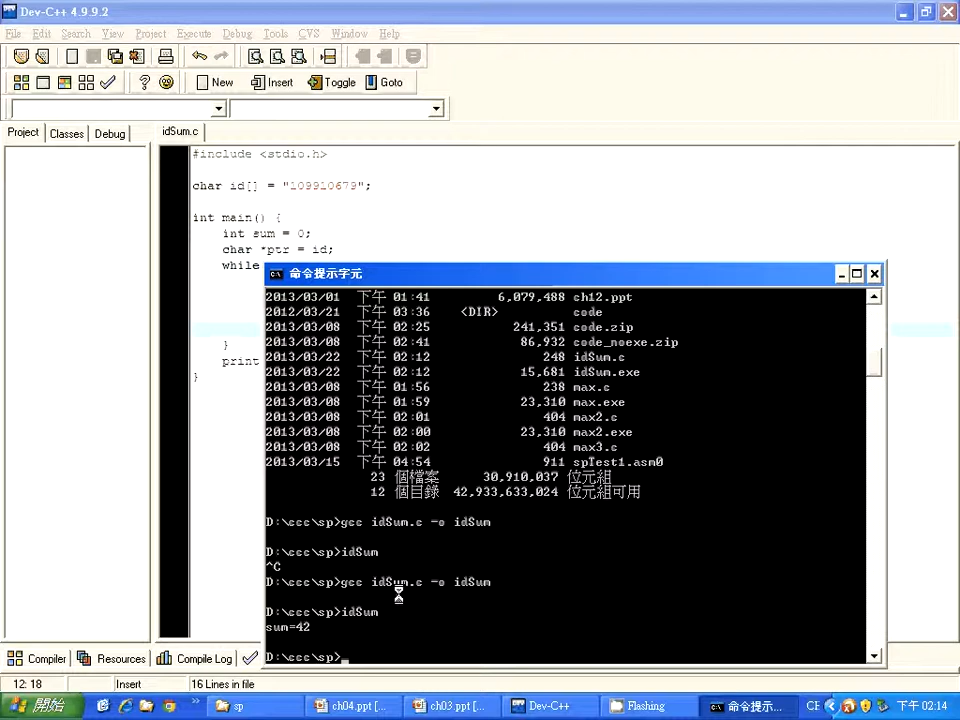 Dev-C++ 4.9.9.2
File Edit Search View Project Execute Debug Tools CVS Window Help
New Insert Toggle Goto
Project Classes Debug idSum.c
#include <stdio.h>
char id[] = "109910679";
int main() {
int sum = 0;
char *ptr = id;
while
}
print
}
命令提示字元
2013/03/01 下午 01:41 6,079,488 ch12.ppt
2012/03/21 下午 03:36 <DIR> code
2013/03/08 下午 02:25 241,351 code.zip
2013/03/08 下午 02:41 86,932 code_noexe.zip
2013/03/22 下午 02:12 248 idSum.c
2013/03/22 下午 02:12 15,681 idSum.exe
2013/03/08 下午 01:56 238 max.c
2013/03/08 下午 01:59 23,310 max.exe
2013/03/08 下午 02:01 404 max2.c
2013/03/08 下午 02:00 23,310 max2.exe
2013/03/08 下午 02:02 404 max3.c
2013/03/15 下午 04:54 911 spTest1.asm0
23 個檔案 30,910,037 位元組
12 個目錄 42,933,633,024 位元組可用
D:\ccc\sp>gcc idSum.c -o idSum
D:\ccc\sp>idSum
^C
D:\ccc\sp>gcc idSum.c -o idSum
D:\ccc\sp>idSum
sum=42
D:\ccc\sp>
Compiler Resources Compile Log
12: 18 Insert 16 Lines in file
開始 sp ch04.ppt [... ch03.ppt [... Dev-C++ Flashing 命令提示字... CE 下午 02:14